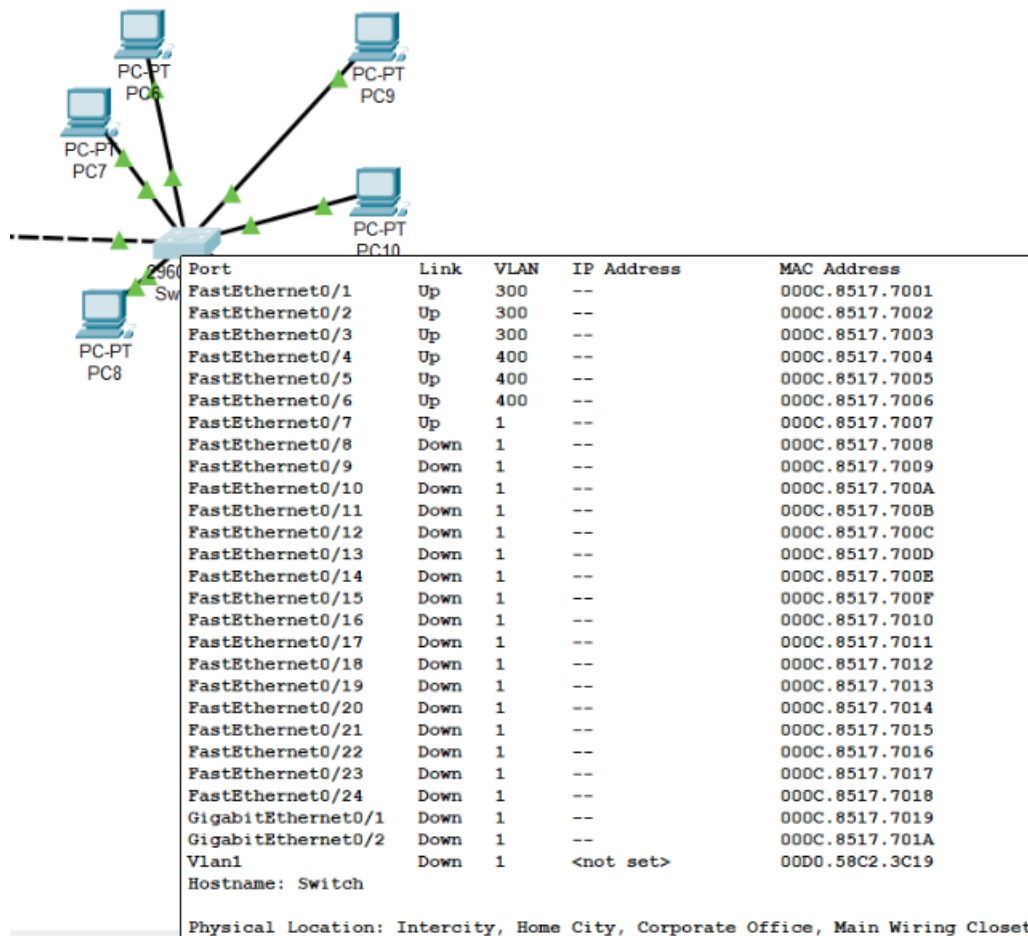 PC-PT
PC6
PC-PT
PC9
PC-PT
PC7
PC-PT
PC10
2960
Sw
PC-PT
PC8
Port Link VLAN IP Address MAC Address
FastEthernet0/1 Up 300 -- 000C.8517.7001
FastEthernet0/2 Up 300 -- 000C.8517.7002
FastEthernet0/3 Up 300 -- 000C.8517.7003
FastEthernet0/4 Up 400 -- 000C.8517.7004
FastEthernet0/5 Up 400 -- 000C.8517.7005
FastEthernet0/6 Up 400 -- 000C.8517.7006
FastEthernet0/7 Up 1 -- 000C.8517.7007
FastEthernet0/8 Down 1 -- 000C.8517.7008
FastEthernet0/9 Down 1 -- 000C.8517.7009
FastEthernet0/10 Down 1 -- 000C.8517.700A
FastEthernet0/11 Down 1 -- 000C.8517.700B
FastEthernet0/12 Down 1 -- 000C.8517.700C
FastEthernet0/13 Down 1 -- 000C.8517.700D
FastEthernet0/14 Down 1 -- 000C.8517.700E
FastEthernet0/15 Down 1 -- 000C.8517.700F
FastEthernet0/16 Down 1 -- 000C.8517.7010
FastEthernet0/17 Down 1 -- 000C.8517.7011
FastEthernet0/18 Down 1 -- 000C.8517.7012
FastEthernet0/19 Down 1 -- 000C.8517.7013
FastEthernet0/20 Down 1 -- 000C.8517.7014
FastEthernet0/21 Down 1 -- 000C.8517.7015
FastEthernet0/22 Down 1 -- 000C.8517.7016
FastEthernet0/23 Down 1 -- 000C.8517.7017
FastEthernet0/24 Down 1 -- 000C.8517.7018
GigabitEthernet0/1 Down 1 -- 000C.8517.7019
GigabitEthernet0/2 Down 1 -- 000C.8517.701A
Vlan1 Down 1 <not set> 00D0.58C2.3C19
Hostname: Switch
Physical Location: Intercity, Home City, Corporate Office, Main Wiring Closet